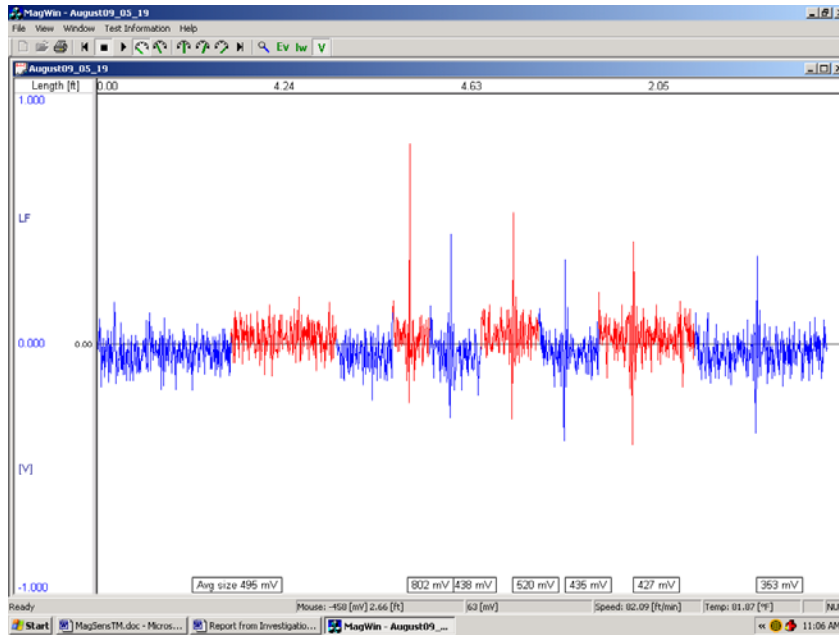 MagWin - August09_05_19
File View Window Test Information Help
Ev Iw V
August09_05_19
Length [ft] 0.00 4.24 4.63 2.05
1.000
LF
0.000 0.00
[V]
-1.000
Avg size 495 mV 802 mV 438 mV 520 mV 435 mV 427 mV 353 mV
Ready Mouse: -458 [mV] 2.66 [ft] 63 [mV] Speed: 82.09 [ft/min] Temp: 81.87 [°F] NU
Start MagSensTM.doc - Micros... Report from Investigatio... MagWin - August09_... « 11:06 AM